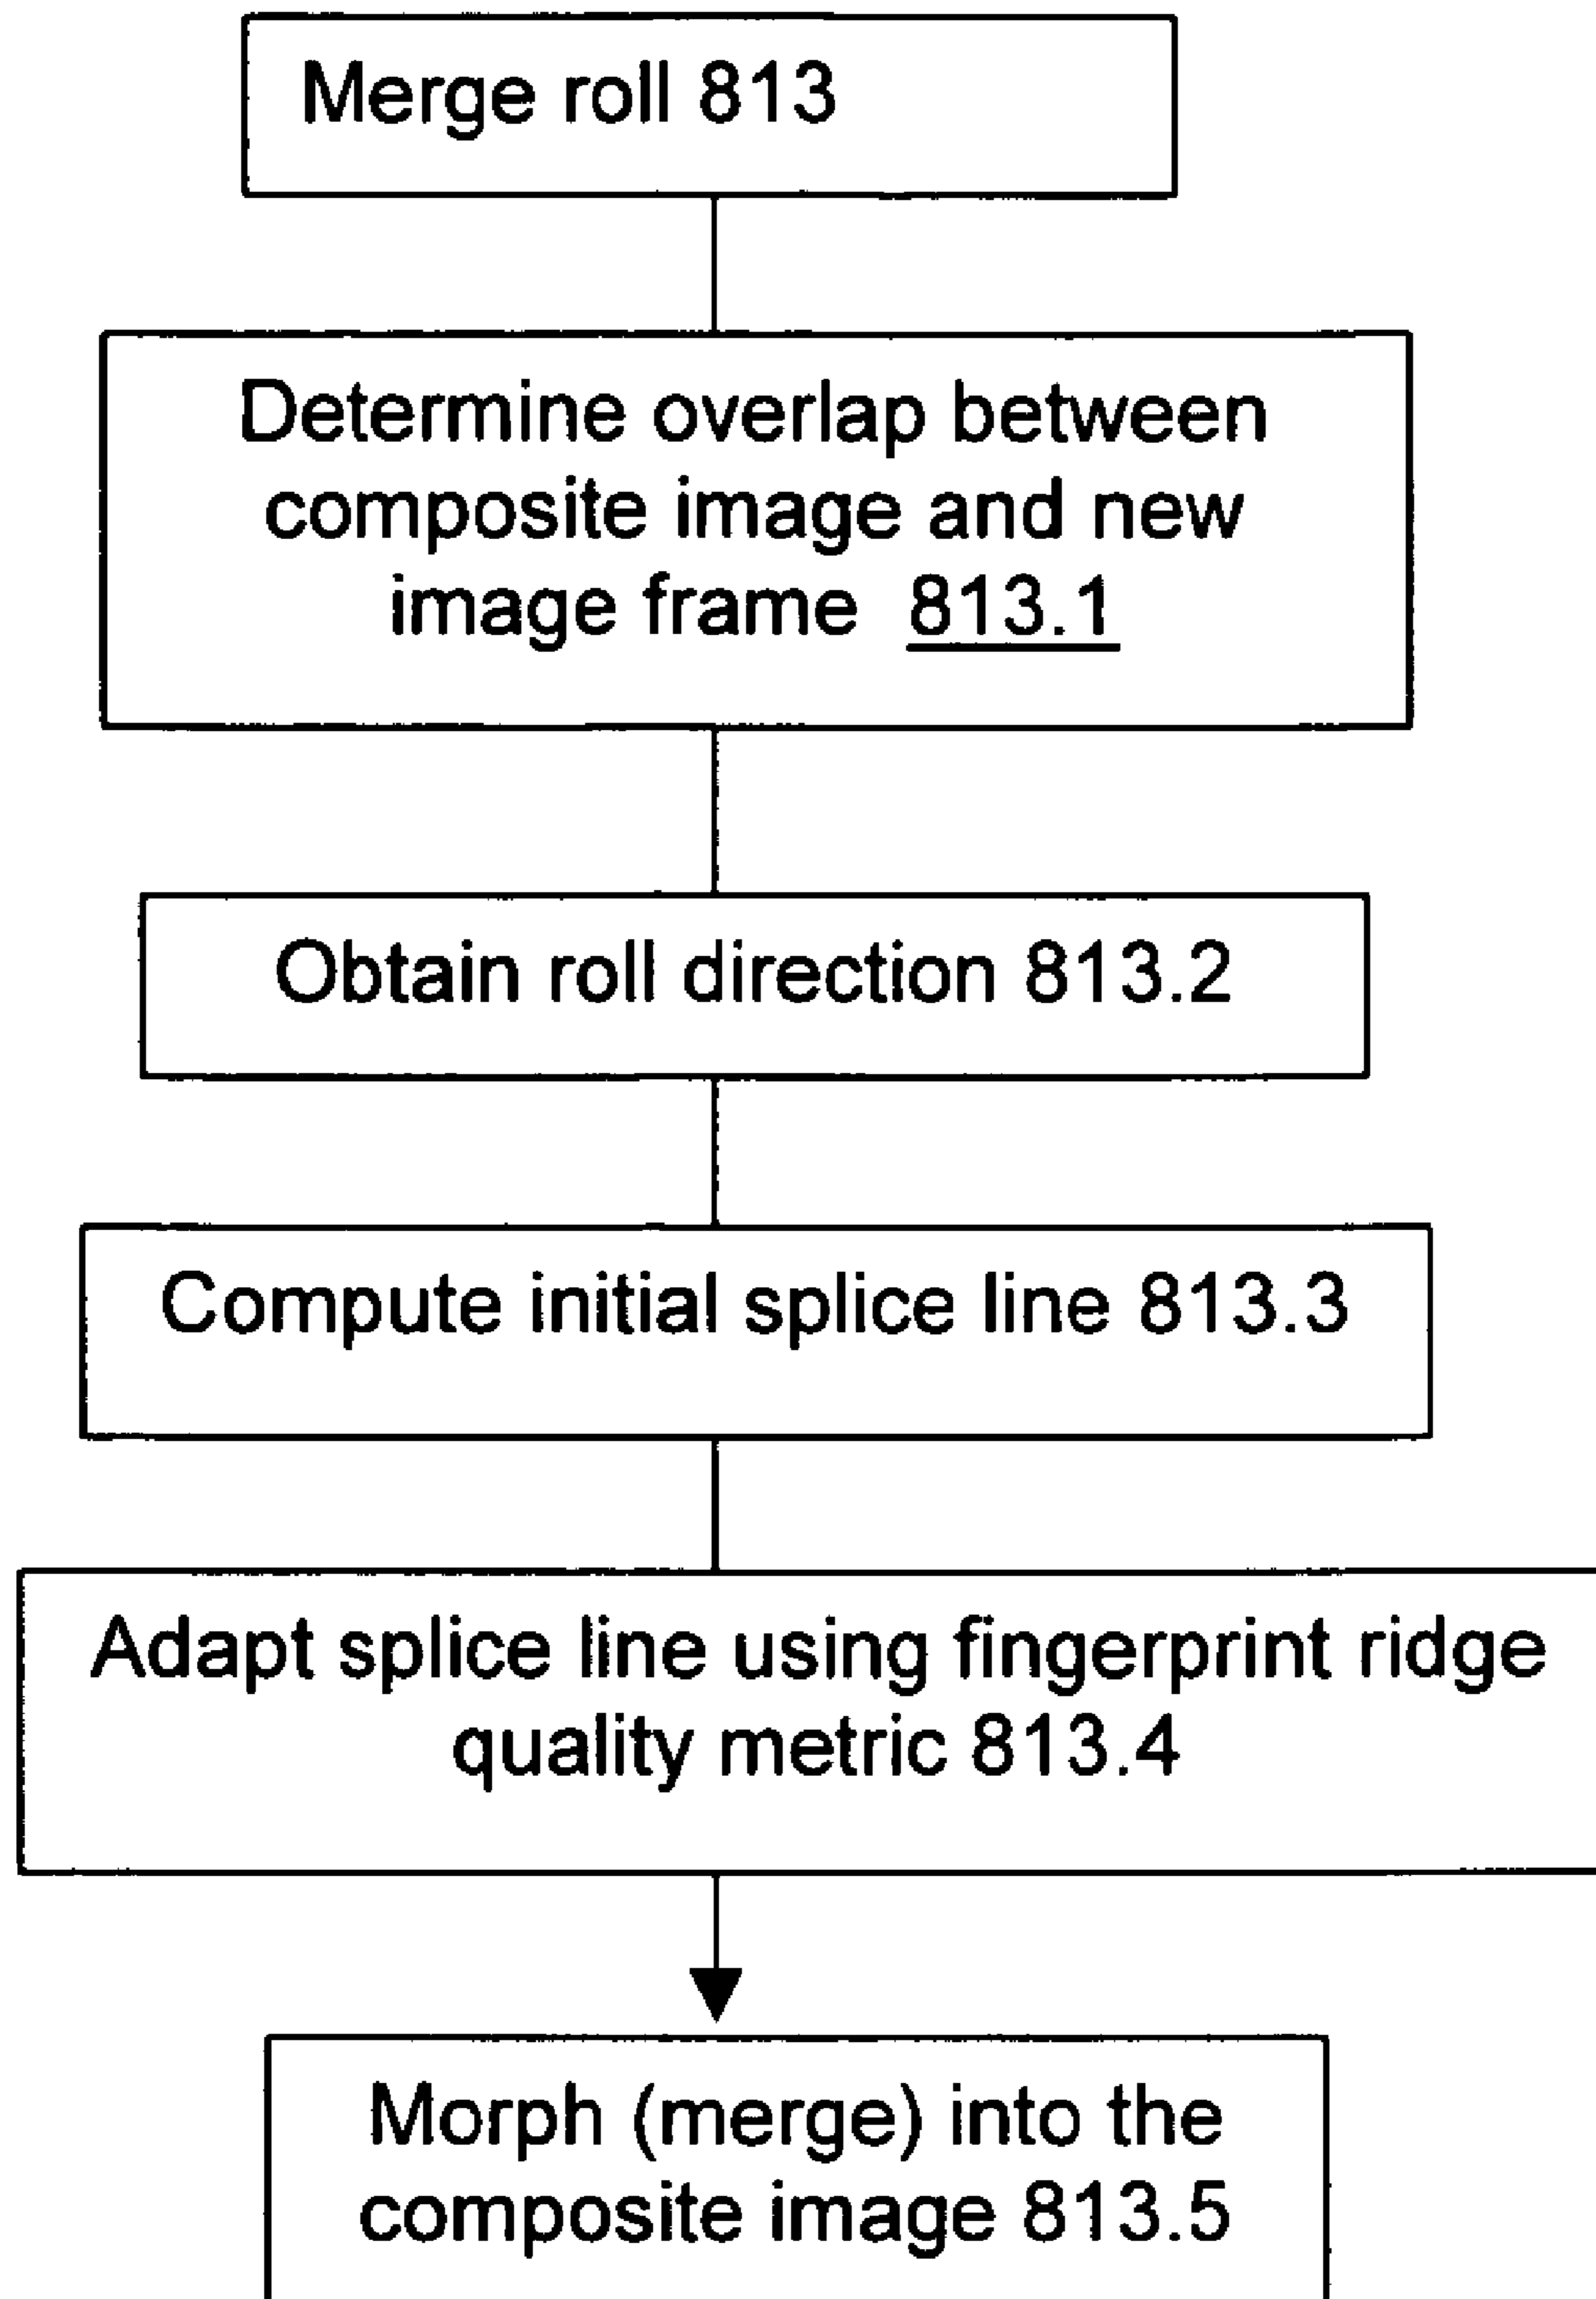 Merge roll 813
Determine overlap between
composite image and new
image frame 813.1
Obtain roll direction 813.2
Compute initial splice line 813.3
Adapt splice line using fingerprint ridge
quality metric 813.4
Morph (merge) into the
composite image 813.5